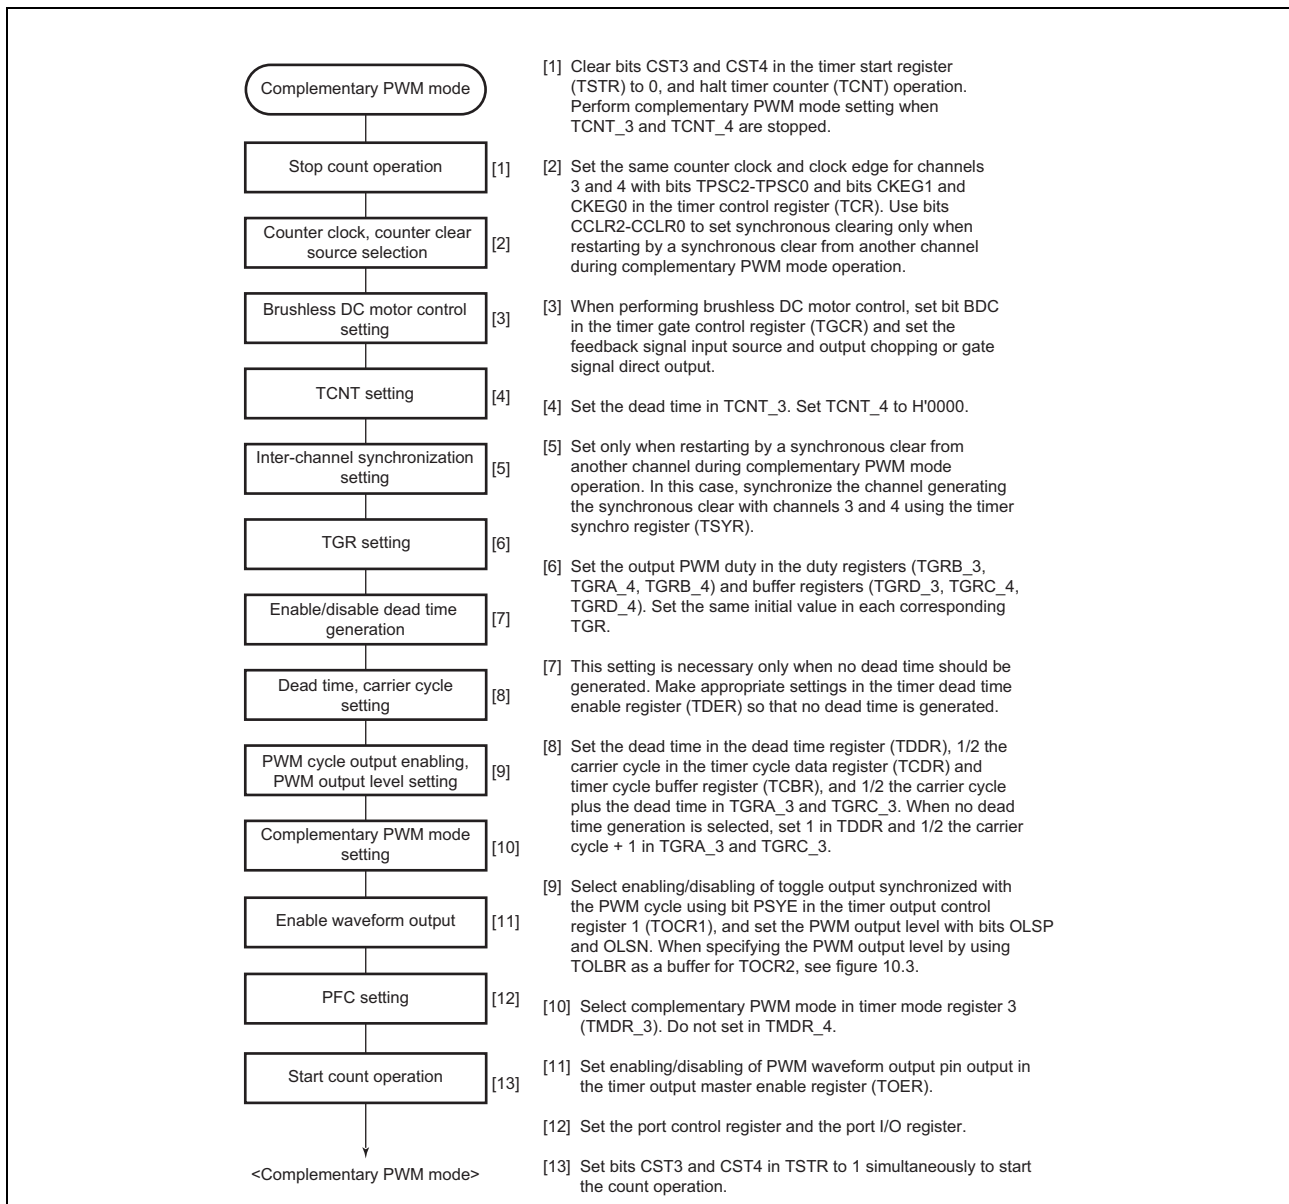 Complementary PWM mode
Stop count operation
[1]
Counter clock, counter clear
source selection
[2]
Brushless DC motor control
setting
[3]
TCNT setting
[4]
Inter-channel synchronization
setting
[5]
TGR setting
[6]
Enable/disable dead time
generation
[7]
Dead time, carrier cycle
setting
[8]
PWM cycle output enabling,
PWM output level setting
[9]
Complementary PWM mode
setting
[10]
Enable waveform output
[11]
PFC setting
[12]
Start count operation
[13]
<Complementary PWM mode>
[1] Clear bits CST3 and CST4 in the timer start register
(TSTR) to 0, and halt timer counter (TCNT) operation.
Perform complementary PWM mode setting when
TCNT_3 and TCNT_4 are stopped.
[2] Set the same counter clock and clock edge for channels
3 and 4 with bits TPSC2-TPSC0 and bits CKEG1 and
CKEG0 in the timer control register (TCR). Use bits
CCLR2-CCLR0 to set synchronous clearing only when
restarting by a synchronous clear from another channel
during complementary PWM mode operation.
[3] When performing brushless DC motor control, set bit BDC
in the timer gate control register (TGCR) and set the
feedback signal input source and output chopping or gate
signal direct output.
[4] Set the dead time in TCNT_3. Set TCNT_4 to H'0000.
[5] Set only when restarting by a synchronous clear from
another channel during complementary PWM mode
operation. In this case, synchronize the channel generating
the synchronous clear with channels 3 and 4 using the timer
synchro register (TSYR).
[6] Set the output PWM duty in the duty registers (TGRB_3,
TGRA_4, TGRB_4) and buffer registers (TGRD_3, TGRC_4,
TGRD_4). Set the same initial value in each corresponding
TGR.
[7] This setting is necessary only when no dead time should be
generated. Make appropriate settings in the timer dead time
enable register (TDER) so that no dead time is generated.
[8] Set the dead time in the dead time register (TDDR), 1/2 the
carrier cycle in the timer cycle data register (TCDR) and
timer cycle buffer register (TCBR), and 1/2 the carrier cycle
plus the dead time in TGRA_3 and TGRC_3. When no dead
time generation is selected, set 1 in TDDR and 1/2 the carrier
cycle + 1 in TGRA_3 and TGRC_3.
[9] Select enabling/disabling of toggle output synchronized with
the PWM cycle using bit PSYE in the timer output control
register 1 (TOCR1), and set the PWM output level with bits OLSP
and OLSN. When specifying the PWM output level by using
TOLBR as a buffer for TOCR2, see figure 10.3.
[10] Select complementary PWM mode in timer mode register 3
(TMDR_3). Do not set in TMDR_4.
[11] Set enabling/disabling of PWM waveform output pin output in
the timer output master enable register (TOER).
[12] Set the port control register and the port I/O register.
[13] Set bits CST3 and CST4 in TSTR to 1 simultaneously to start
the count operation.